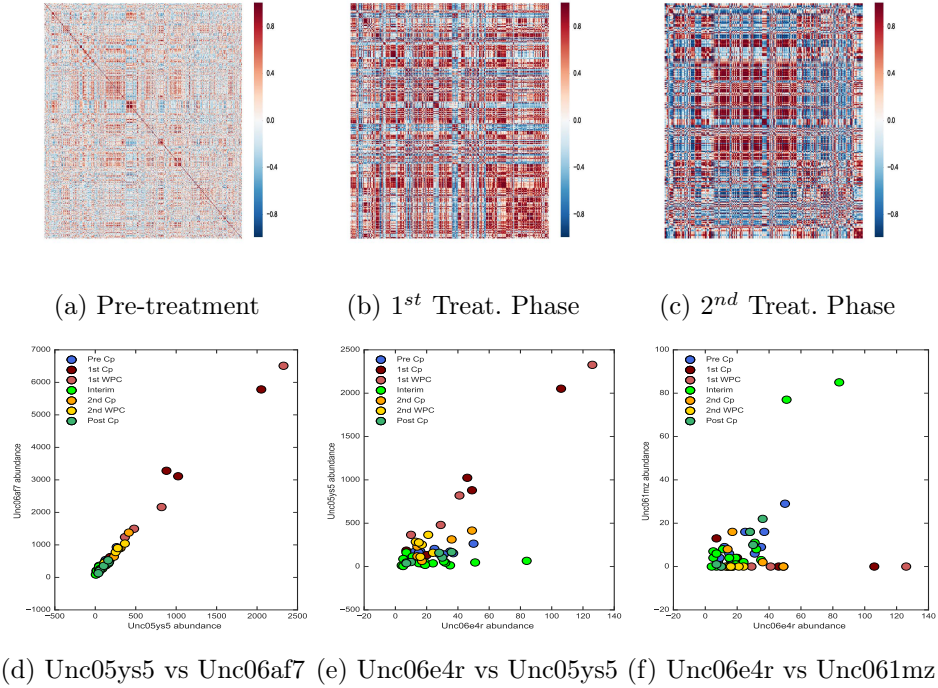 0.8
0.4
0.0
−0.4
−0.8
0.8
0.4
0.0
−0.4
−0.8
0.8
0.4
0.0
−0.4
−0.8
(a) Pre-treatment
(b) 1st Treat. Phase
(c) 2nd Treat. Phase
7000
6000
5000
4000
3000
2000
1000
0
−1000
Unc06af7 abundance
Pre Cp
1st Cp
1st WPC
Interim
2nd Cp
2nd WPC
Post Cp
−500 0 500 1000 1500 2000 2500
Unc05ys5 abundance
2500
2000
1500
1000
500
0
−500
Unc05ys5 abundance
Pre Cp
1st Cp
1st WPC
Interim
2nd Cp
2nd WPC
Post Cp
−20 0 20 40 60 80 100 120 140
Unc06e4r abundance
100
80
60
40
20
0
−20
Unc061mz abundance
Pre Cp
1st Cp
1st WPC
Interim
2nd Cp
2nd WPC
Post Cp
−20 0 20 40 60 80 100 120 140
Unc06e4r abundance
(d) Unc05ys5 vs Unc06af7
(e) Unc06e4r vs Unc05ys5
(f) Unc06e4r vs Unc061mz